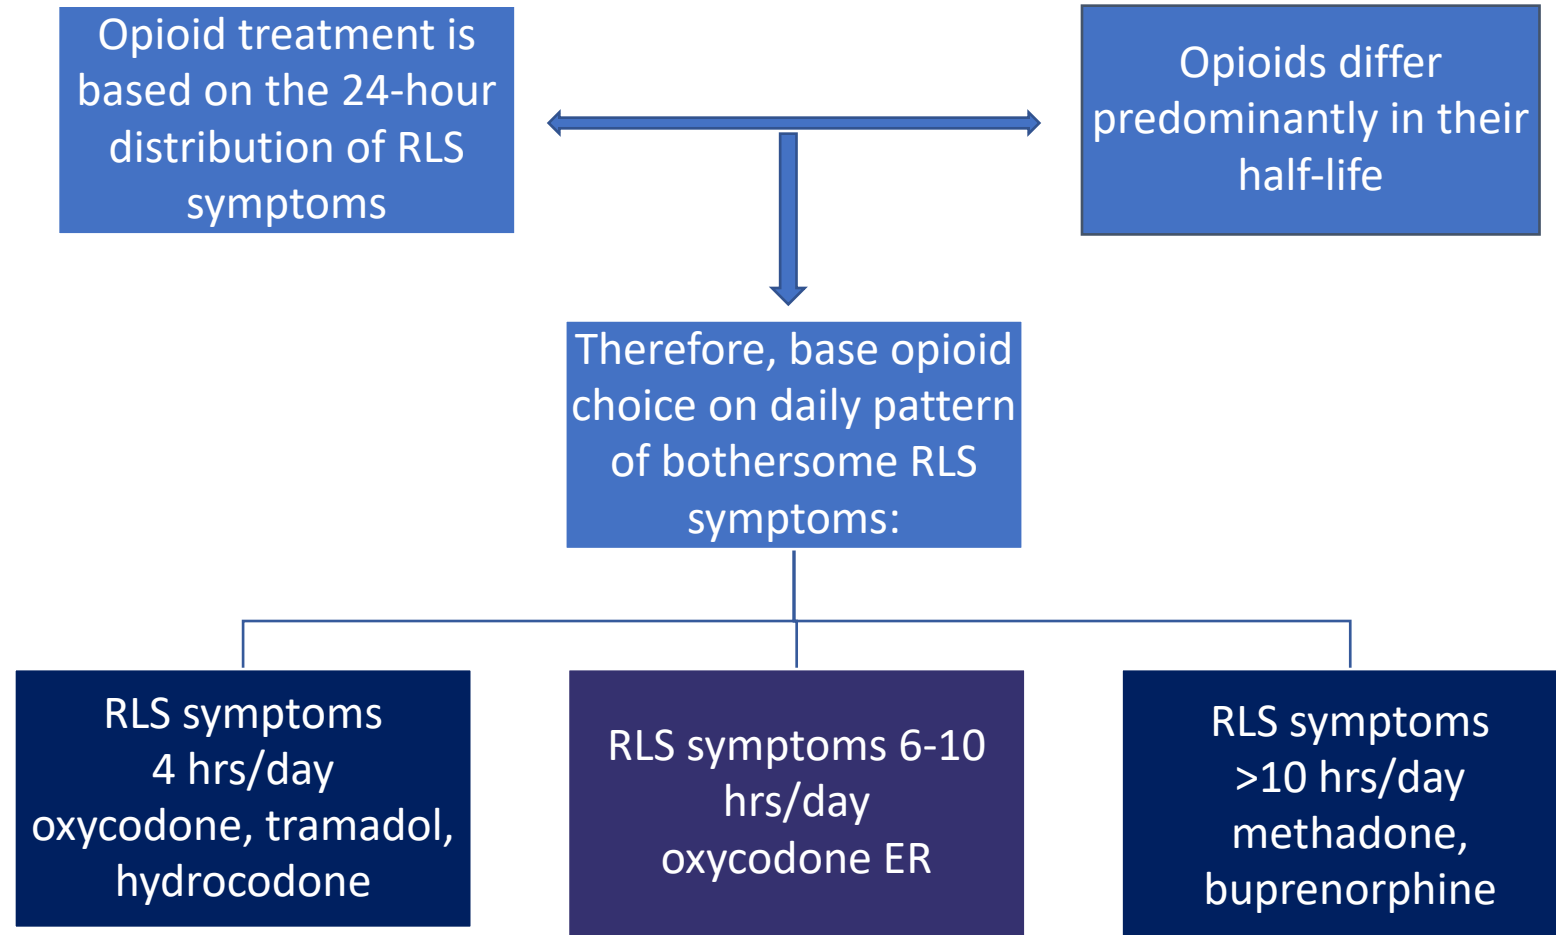 Opioid treatment is
based on the 24-hour
distribution of RLS
symptoms
Opioids differ
predominantly in their
half-life
Therefore, base opioid
choice on daily pattern
of bothersome RLS
symptoms:
RLS symptoms
4 hrs/day
oxycodone, tramadol,
hydrocodone
RLS symptoms 6-10
hrs/day
oxycodone ER
RLS symptoms
>10 hrs/day
methadone,
buprenorphine